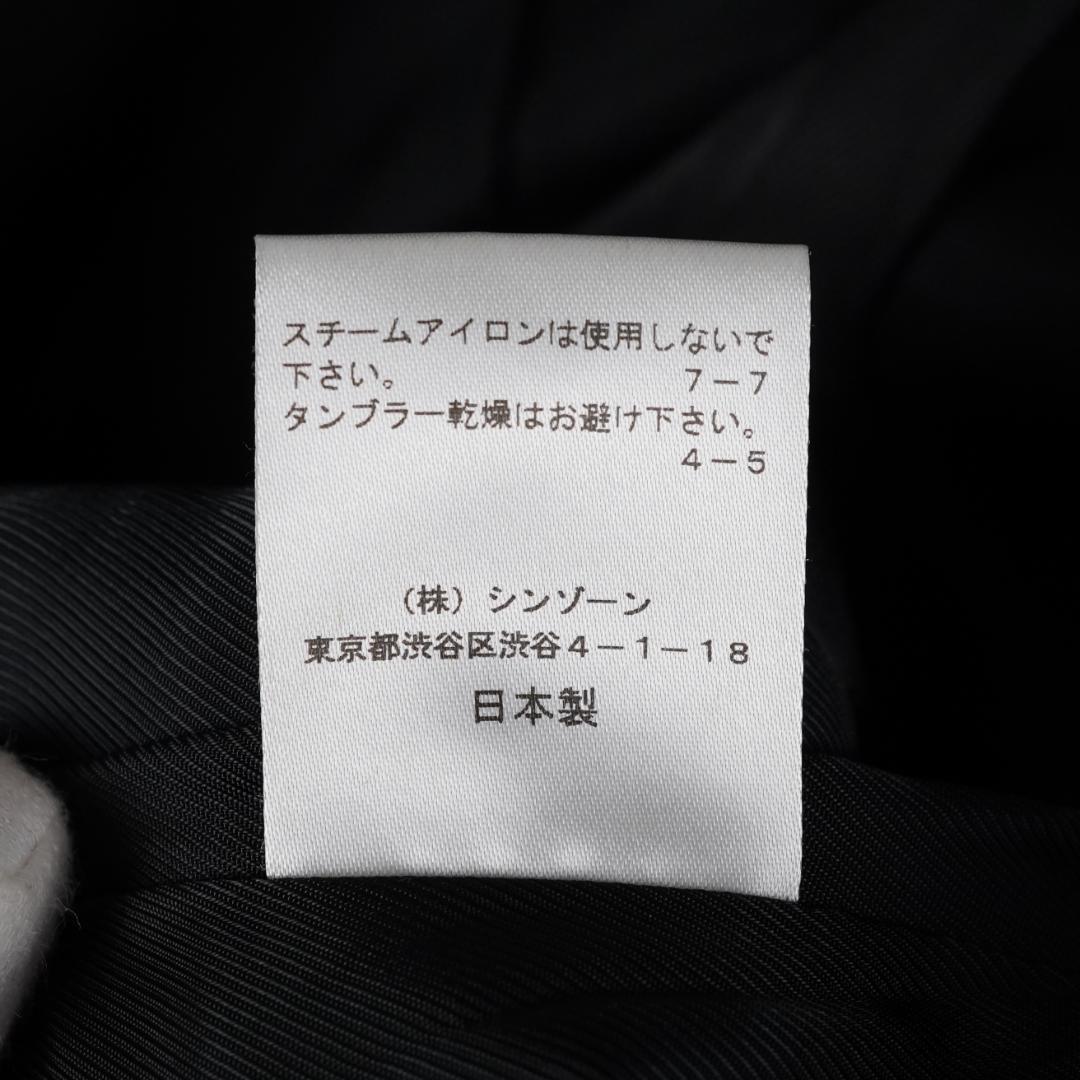 スチームアイロンは使用しないで
下さい。 7-7
タンブラー乾燥はお避け下さい。
4-5
(株) シンゾーン
東京都渋谷区渋谷4-1-18
日本製